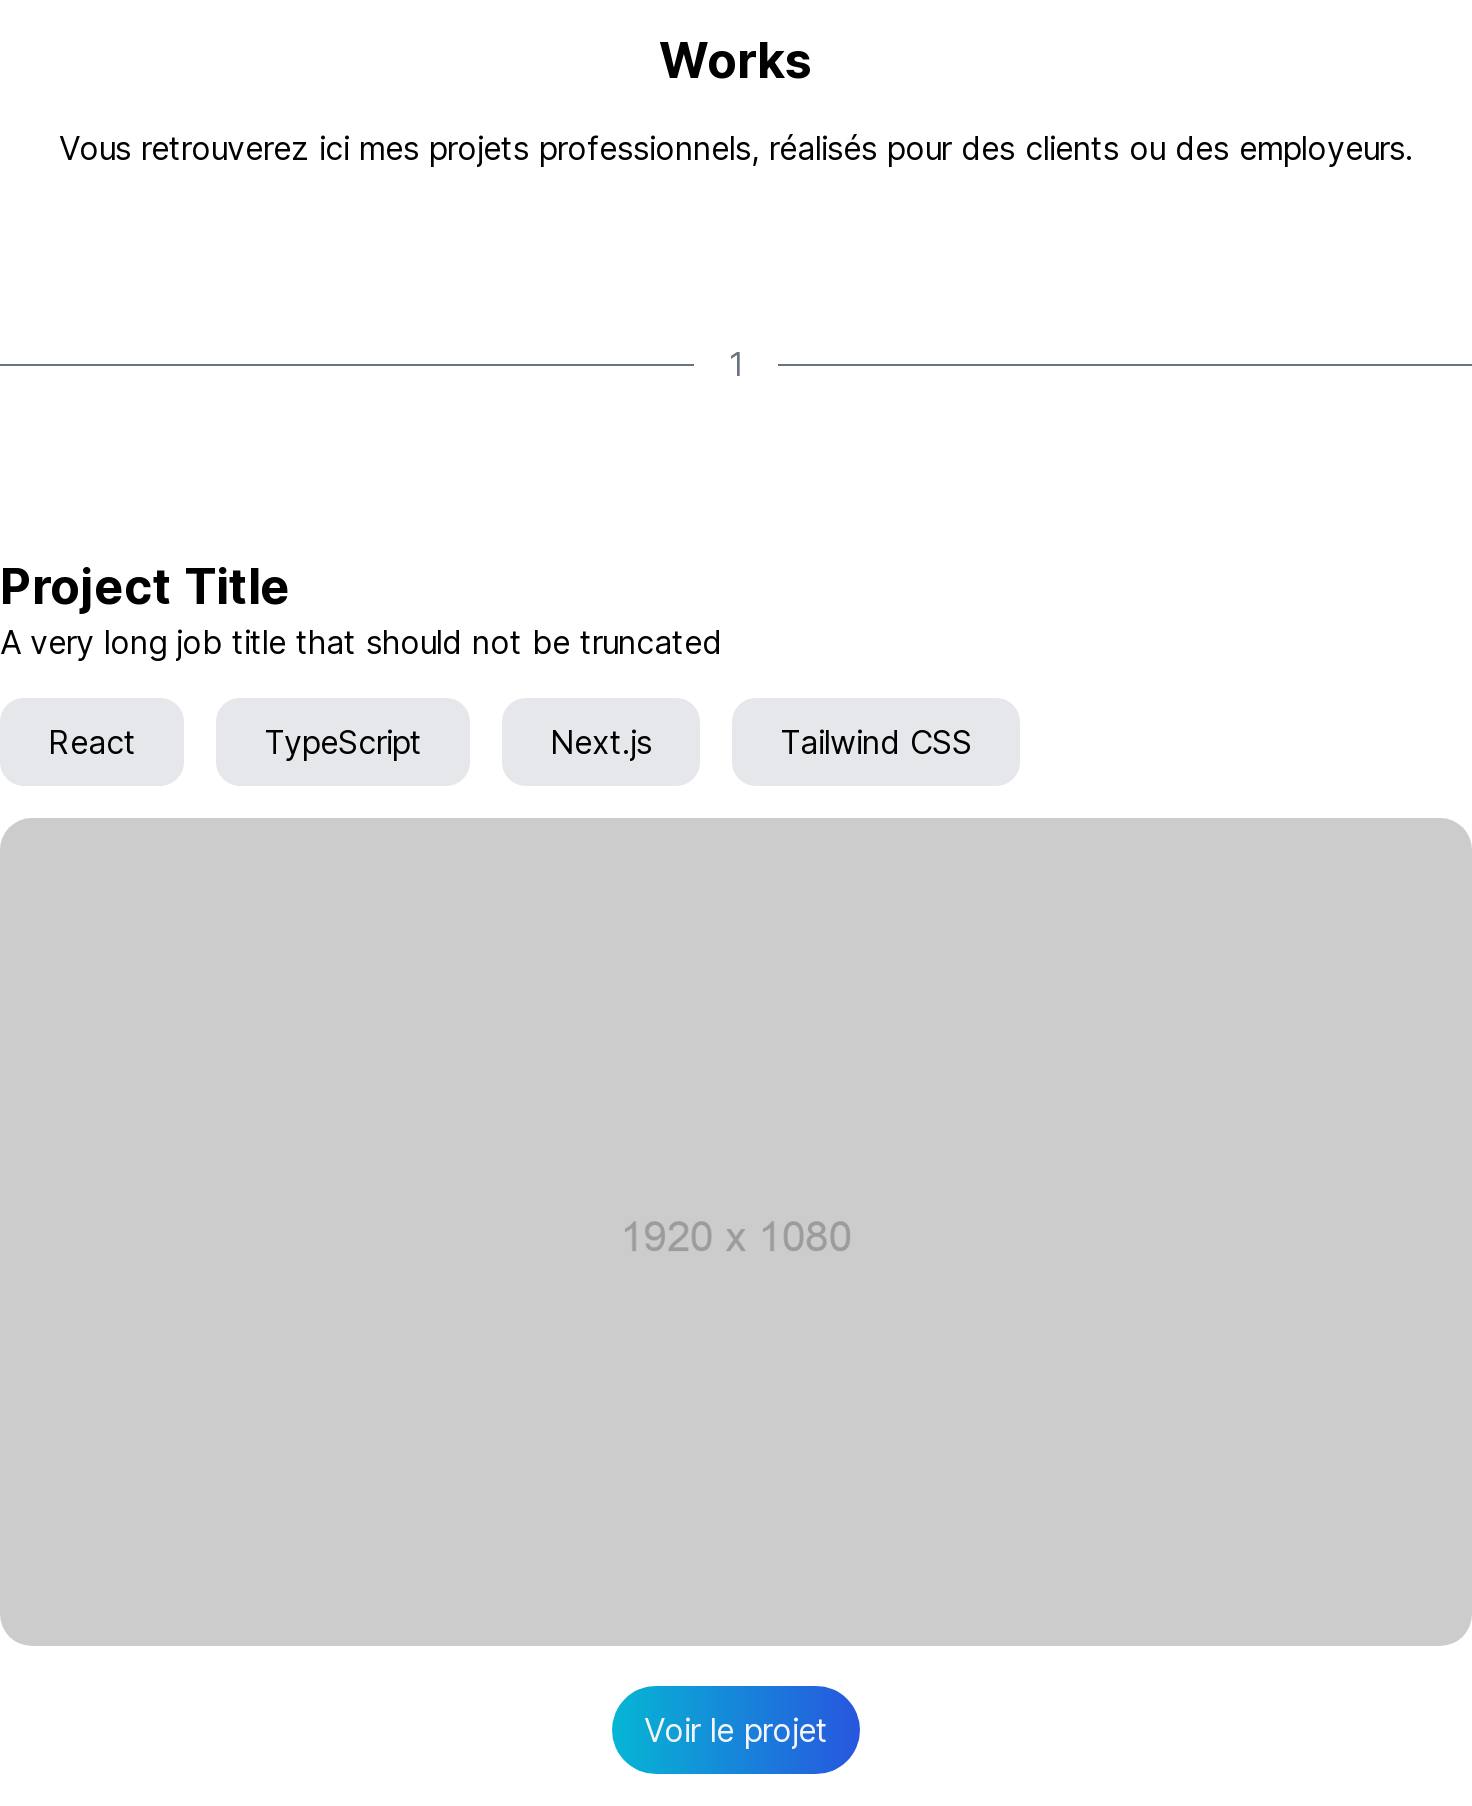 Works
Vous retrouverez ici mes projets professionnels, réalisés pour des clients ou des employeurs.
1
Project Title
A very long job title that should not be truncated
React
TypeScript
Next.js
Tailwind CSS
1920 x 1080
Voir le projet